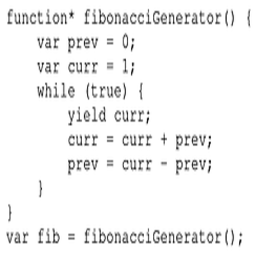 function* fibonacciGenerator() {
    var prev = 0;
    var curr = 1;
    while (true) {
        yield curr;
        curr = curr + prev;
        prev = curr - prev;
    }
}
var fib = fibonacciGenerator();